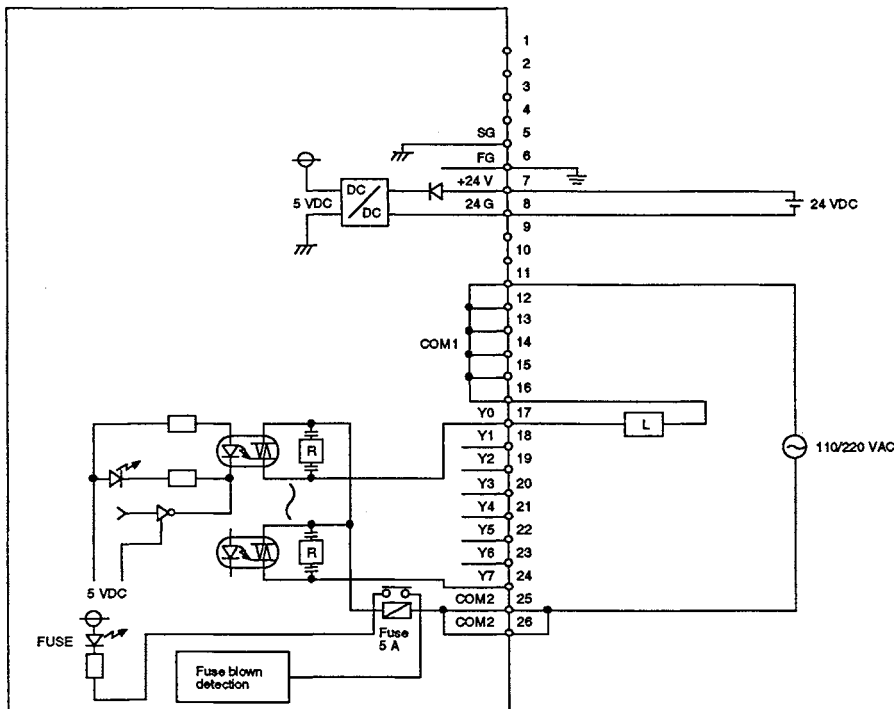 1
2
3
4
SG 5
FG 6
+24 V 7
DC
DC
5 VDC
24 G 8
24 VDC
9
10
11
12
13
COM1 14
15
16
Y0 17
L
R
Y1 18
110/220 VAC
Y2 19
Y3 20
Y4 21
Y5 22
R
Y6 23
Y7 24
5 VDC
COM2 25
FUSE
Fuse
5 A
COM2 26
Fuse blown
detection